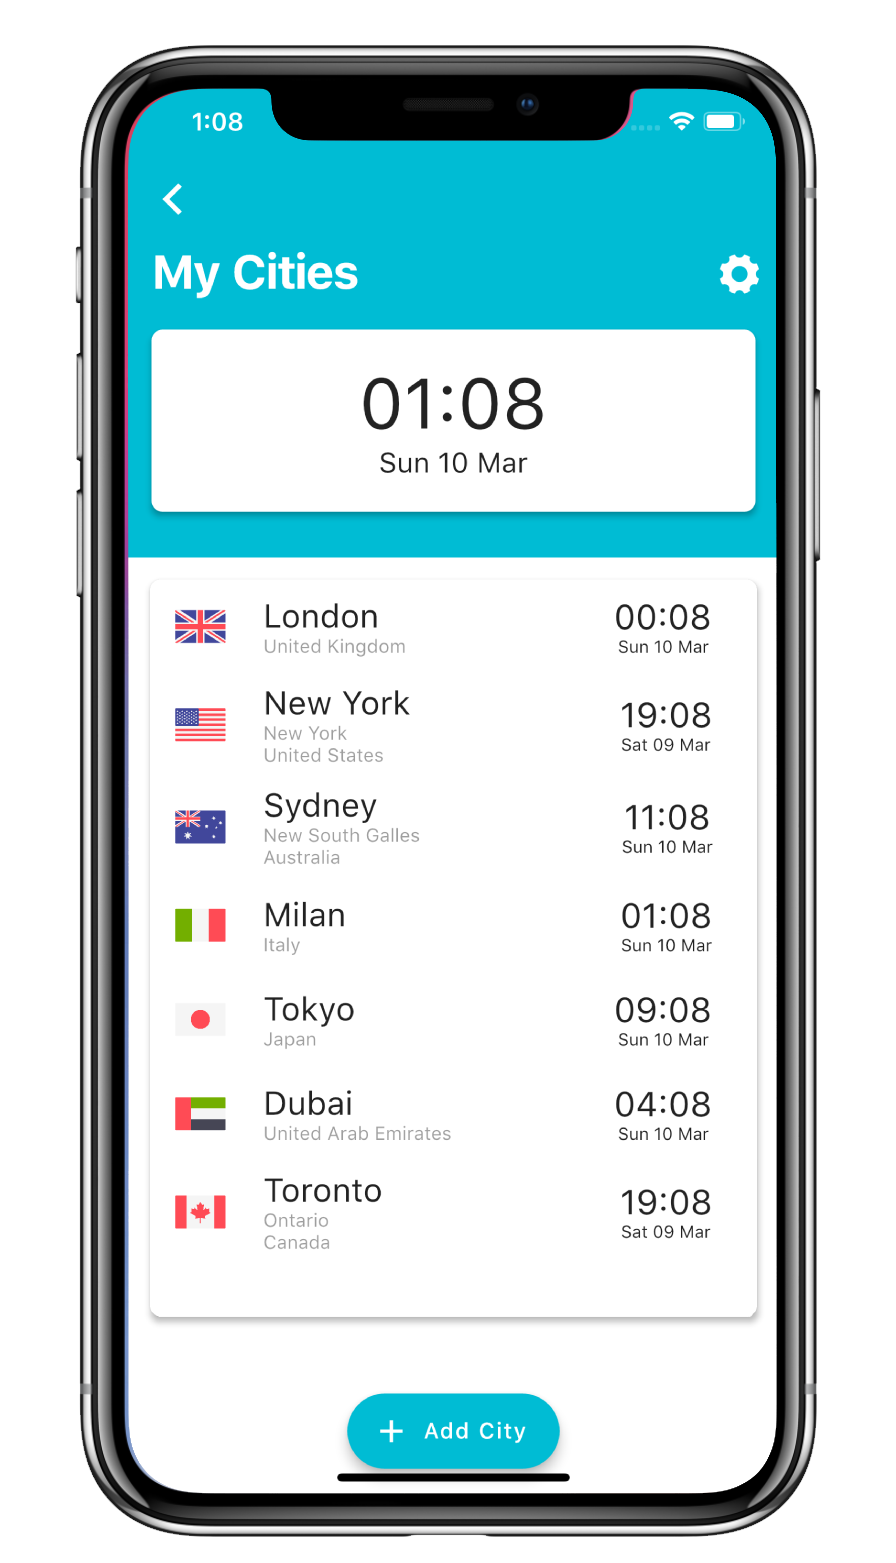 1:08
My Cities
01:08
Sun 10 Mar
London
United Kingdom
00:08
Sun 10 Mar
New York
New York
United States
19:08
Sat 09 Mar
Sydney
New South Galles
Australia
11:08
Sun 10 Mar
Milan
Italy
01:08
Sun 10 Mar
Tokyo
Japan
09:08
Sun 10 Mar
Dubai
United Arab Emirates
04:08
Sun 10 Mar
Toronto
Ontario
Canada
19:08
Sat 09 Mar
+ Add City